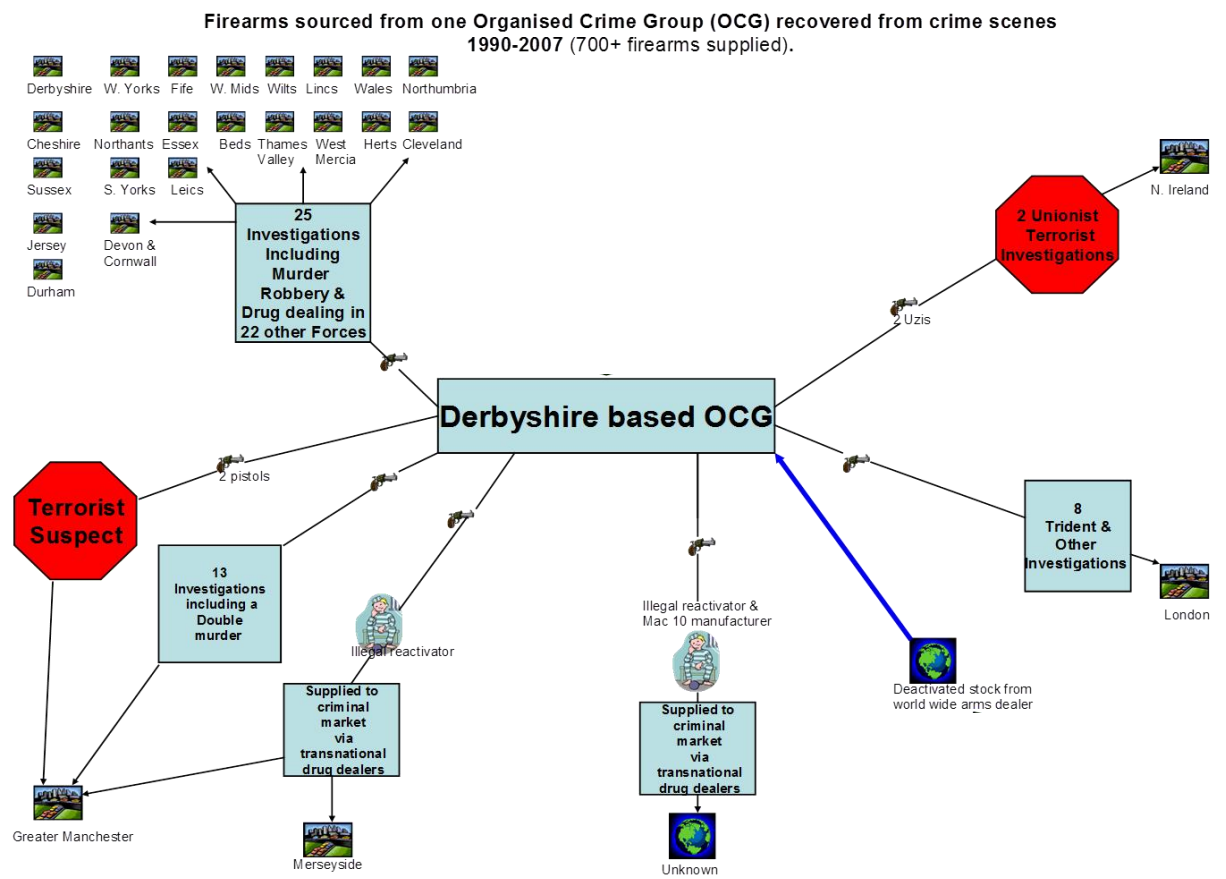 Firearms sourced from one Organised Crime Group (OCG) recovered from crime scenes
1990-2007 (700+ firearms supplied).
Derbyshire
W. Yorks
Fife
W. Mids
Wilts
Lincs
Wales
Northumbria
Cheshire
Northants
Essex
Beds
Thames
Valley
West
Mercia
Herts
Cleveland
Sussex
S. Yorks
Leics
Jersey
Devon &
Cornwall
Durham
25
Investigations
Including
Murder
Robbery &
Drug dealing in
22 other Forces
2 Unionist
Terrorist
Investigations
N. Ireland
2 Uzis
Derbyshire based OCG
2 pistols
Terrorist
Suspect
13
Investigations
including a
Double
murder
8
Trident &
Other
Investigations
London
Illegal reactivator
Illegal reactivator &
Mac 10 manufacturer
Deactivated stock from
world wide arms dealer
Supplied to
criminal
market
via
transnational
drug dealers
Supplied to
criminal
market
via
transnational
drug dealers
Greater Manchester
Merseyside
Unknown